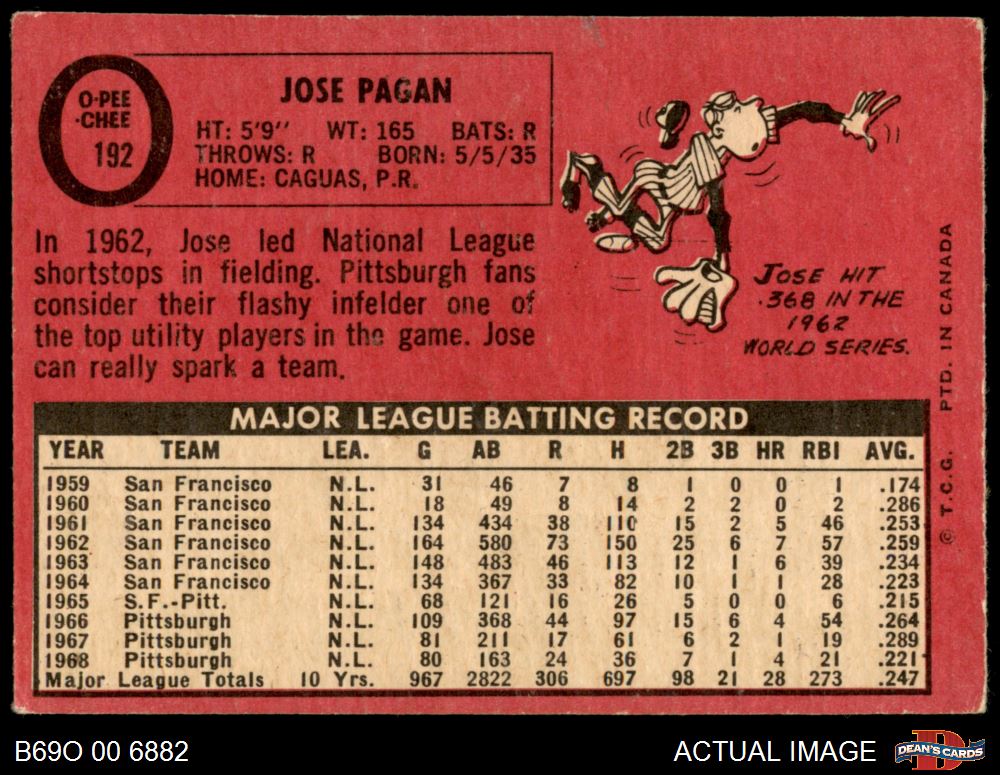 O-PEE
-CHEE
192
JOSE PAGAN
HT: 5'9" WT: 165 BATS: R
THROWS: R BORN: 5/5/35
HOME: CAGUAS, P.R.
In 1962, Jose led National League
shortstops in fielding. Pittsburgh fans
consider their flashy infelder one of
the top utility players in the game. Jose
can really spark a team.
JOSE HIT
.368 IN THE
1962
WORLD SERIES.
MAJOR LEAGUE BATTING RECORD
YEAR TEAM LEA. G AB R H 2B 3B HR RBI AVG.
1959 San Francisco N.L. 31 46 7 8 1 0 0 1 .174
1960 San Francisco N.L. 18 49 8 14 2 2 0 2 .286
1961 San Francisco N.L. 134 434 38 110 15 2 5 46 .253
1962 San Francisco N.L. 164 580 73 150 25 6 7 57 .259
1963 San Francisco N.L. 148 483 46 113 12 1 6 39 .234
1964 San Francisco N.L. 134 367 33 82 10 1 1 28 .223
1965 S.F.-Pitt. N.L. 68 121 16 26 5 0 0 6 .215
1966 Pittsburgh N.L. 109 368 44 97 15 6 4 54 .264
1967 Pittsburgh N.L. 81 211 17 61 6 2 1 19 .289
1968 Pittsburgh N.L. 80 163 24 36 7 1 4 21 .221
Major League Totals 10 Yrs. 967 2822 306 697 98 21 28 273 .247
© T.C.G. PTD. IN CANADA
B69O 00 6882
ACTUAL IMAGE
DEAN'S CARDS